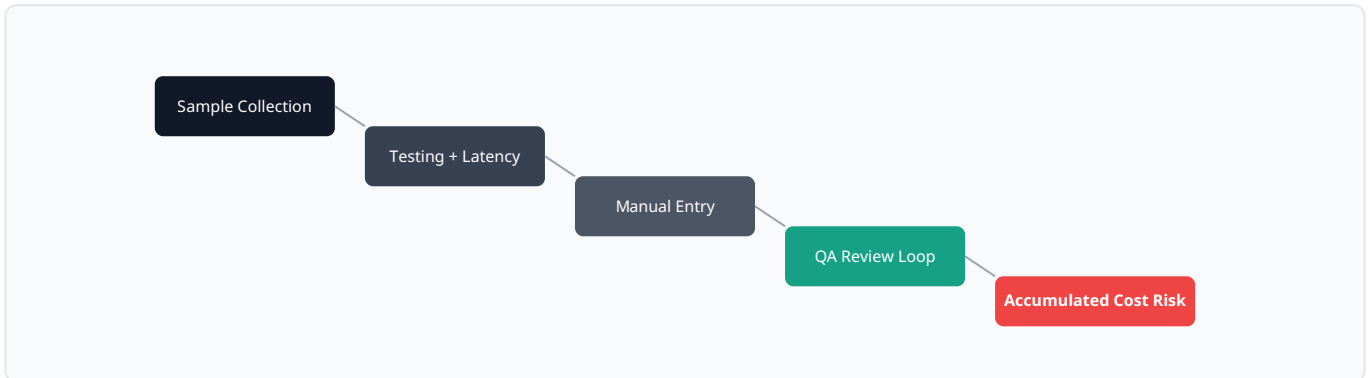 Sample Collection
Testing + Latency
Manual Entry
QA Review Loop
Accumulated Cost Risk